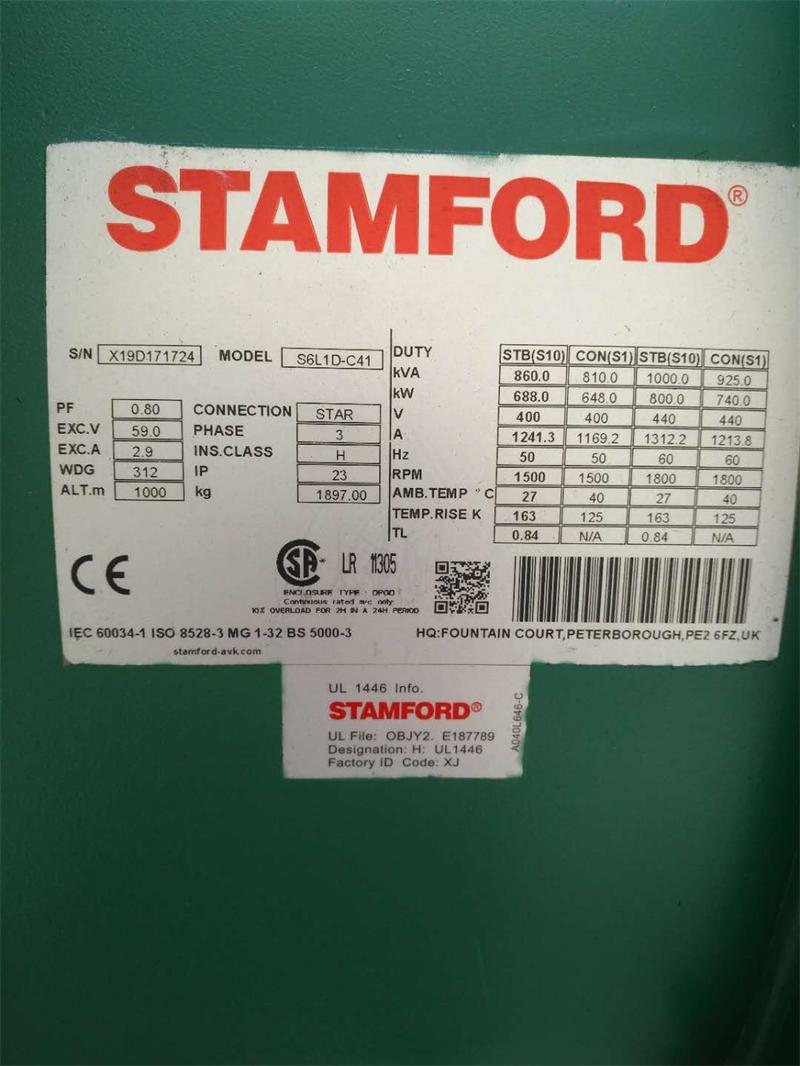 STAMFORD®
S/N X19D171724 MODEL S6L1D-C41
PF 0.80 CONNECTION STAR
EXC.V 59.0 PHASE 3
EXC.A 2.9 INS.CLASS H
WDG 312 IP 23
ALT.m 1000 kg 1897.00
DUTY STB(S10) CON(S1) STB(S10) CON(S1)
kVA 860.0 810.0 1000.0 925.0
kW 688.0 648.0 800.0 740.0
V 400 400 440 440
A 1241.3 1169.2 1312.2 1213.8
Hz 50 50 60 60
RPM 1500 1500 1800 1800
AMB.TEMP °C 27 40 27 40
TEMP.RISE K 163 125 163 125
TL 0.84 N/A 0.84 N/A
CE SA LR 11305
ENCLOSURE TYPE - OPGO
Continuous rated m/c only
10% OVERLOAD FOR 2H IN A 24H PERIOD
IEC 60034-1 ISO 8528-3 MG 1-32 BS 5000-3
HQ:FOUNTAIN COURT,PETERBOROUGH,PE2 6FZ,UK
stamford-avk.com
UL 1446 Info.
STAMFORD®
UL File: OBJY2. E187789
Designation: H: UL1446
Factory ID Code: XJ
A040L646-C